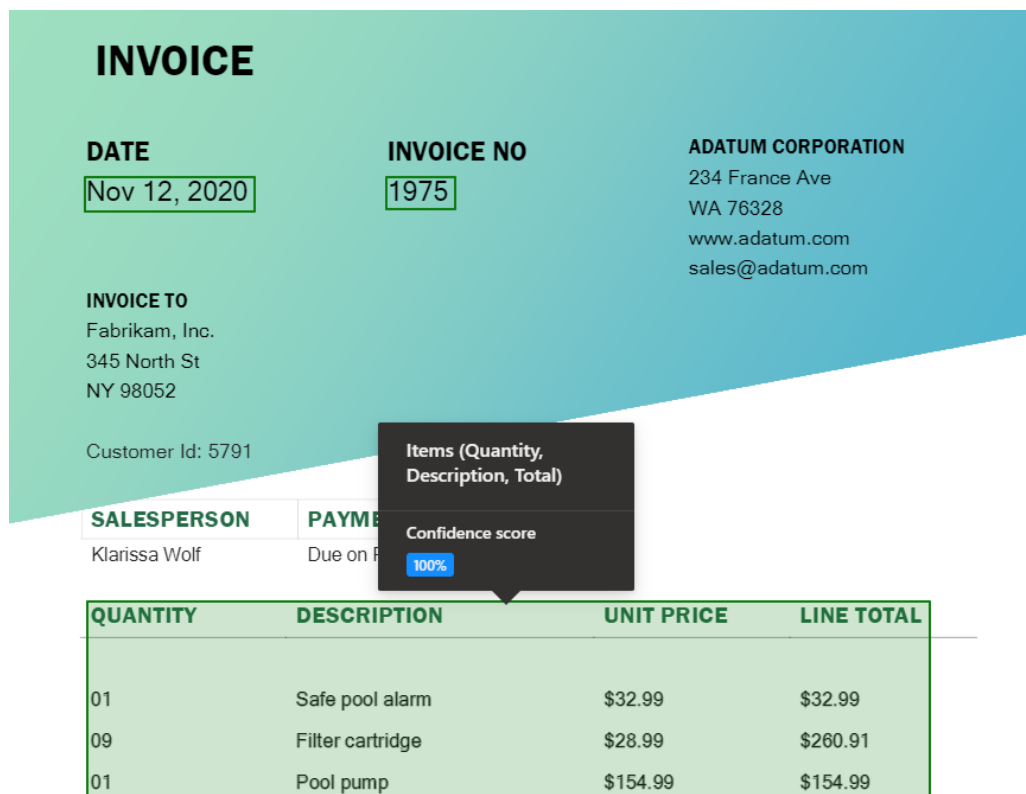 INVOICE
DATE
Nov 12, 2020
INVOICE NO
1975
ADATUM CORPORATION
234 France Ave
WA 76328
www.adatum.com
sales@adatum.com
INVOICE TO
Fabrikam, Inc.
345 North St
NY 98052
Customer Id: 5791
Items (Quantity,
Description, Total)
Confidence score
100%
SALESPERSON
Klarissa Wolf
Due on
QUANTITY DESCRIPTION UNIT PRICE LINE TOTAL
01 Safe pool alarm $32.99 $32.99
09 Filter cartridge $28.99 $260.91
01 Pool pump $154.99 $154.99